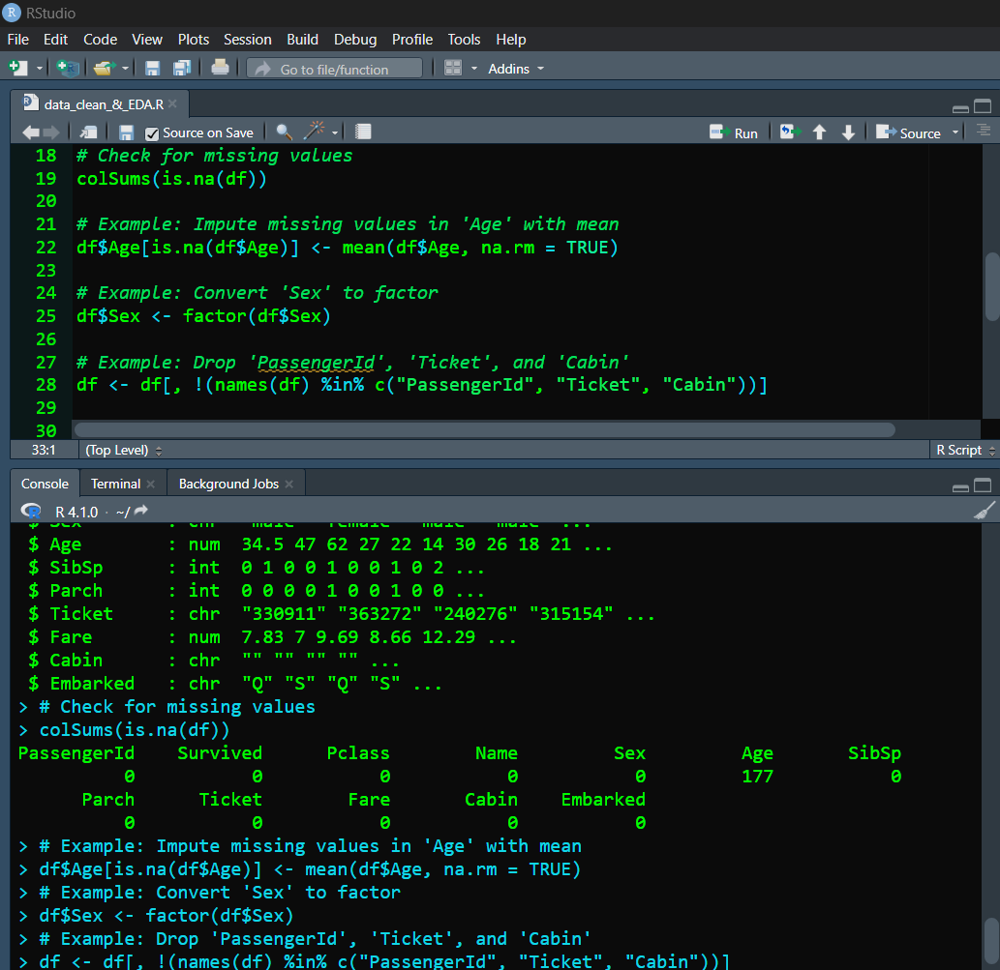 RStudio
File Edit Code View Plots Session Build Debug Profile Tools Help
Go to file/function Addins
data_clean_&_EDA.R
Source on Save Run Source
18 # Check for missing values
19 colSums(is.na(df))
20
21 # Example: Impute missing values in 'Age' with mean
22 df$Age[is.na(df$Age)] <- mean(df$Age, na.rm = TRUE)
23
24 # Example: Convert 'Sex' to factor
25 df$Sex <- factor(df$Sex)
26
27 # Example: Drop 'PassengerId', 'Ticket', and 'Cabin'
28 df <- df[, !(names(df) %in% c("PassengerId", "Ticket", "Cabin"))]
29
30
33:1 (Top Level) R Script
Console Terminal Background Jobs
R 4.1.0 · ~/
$ Sex : chr "male" "female" "male" "male" ...
$ Age : num 34.5 47 62 27 22 14 30 26 18 21 ...
$ SibSp : int 0 1 0 0 1 0 0 1 0 2 ...
$ Parch : int 0 0 0 0 1 0 0 1 0 0 ...
$ Ticket : chr "330911" "363272" "240276" "315154" ...
$ Fare : num 7.83 7 9.69 8.66 12.29 ...
$ Cabin : chr "" "" "" "" ...
$ Embarked : chr "Q" "S" "Q" "S" ...
> # Check for missing values
> colSums(is.na(df))
PassengerId Survived Pclass Name Sex Age SibSp
0 0 0 0 0 177 0
Parch Ticket Fare Cabin Embarked
0 0 0 0 0
> # Example: Impute missing values in 'Age' with mean
> df$Age[is.na(df$Age)] <- mean(df$Age, na.rm = TRUE)
> # Example: Convert 'Sex' to factor
> df$Sex <- factor(df$Sex)
> # Example: Drop 'PassengerId', 'Ticket', and 'Cabin'
> df <- df[, !(names(df) %in% c("PassengerId", "Ticket", "Cabin"))]